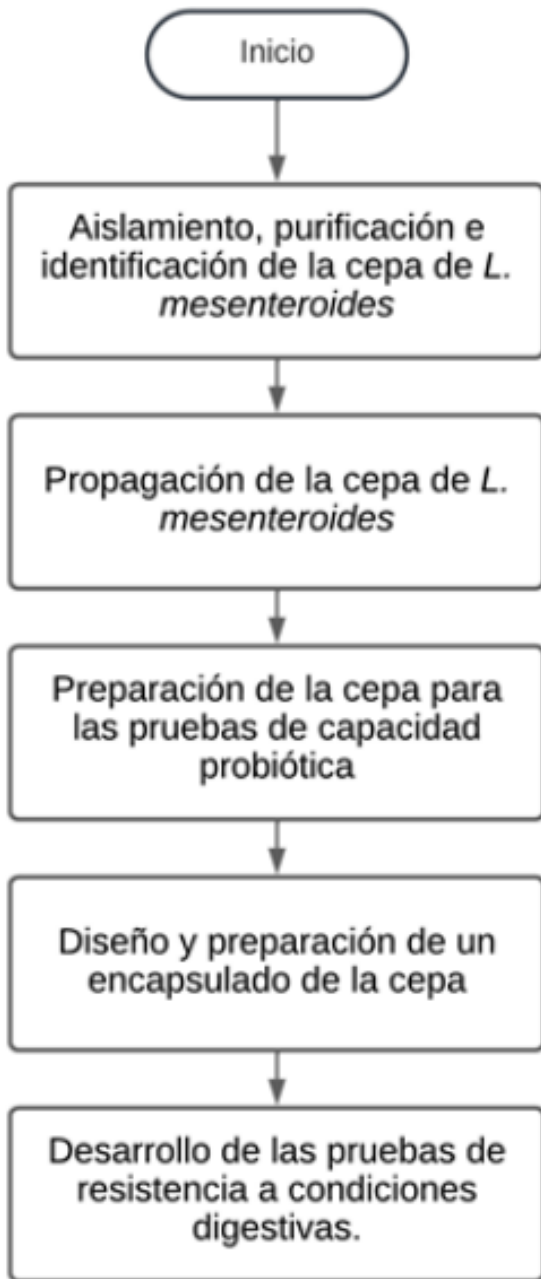 Inicio
Aislamiento, purificación e
identificación de la cepa de L.
mesenteroides
Propagación de la cepa de L.
mesenteroides
Preparación de la cepa para
las pruebas de capacidad
probiótica
Diseño y preparación de un
encapsulado de la cepa
Desarrollo de las pruebas de
resistencia a condiciones
digestivas.